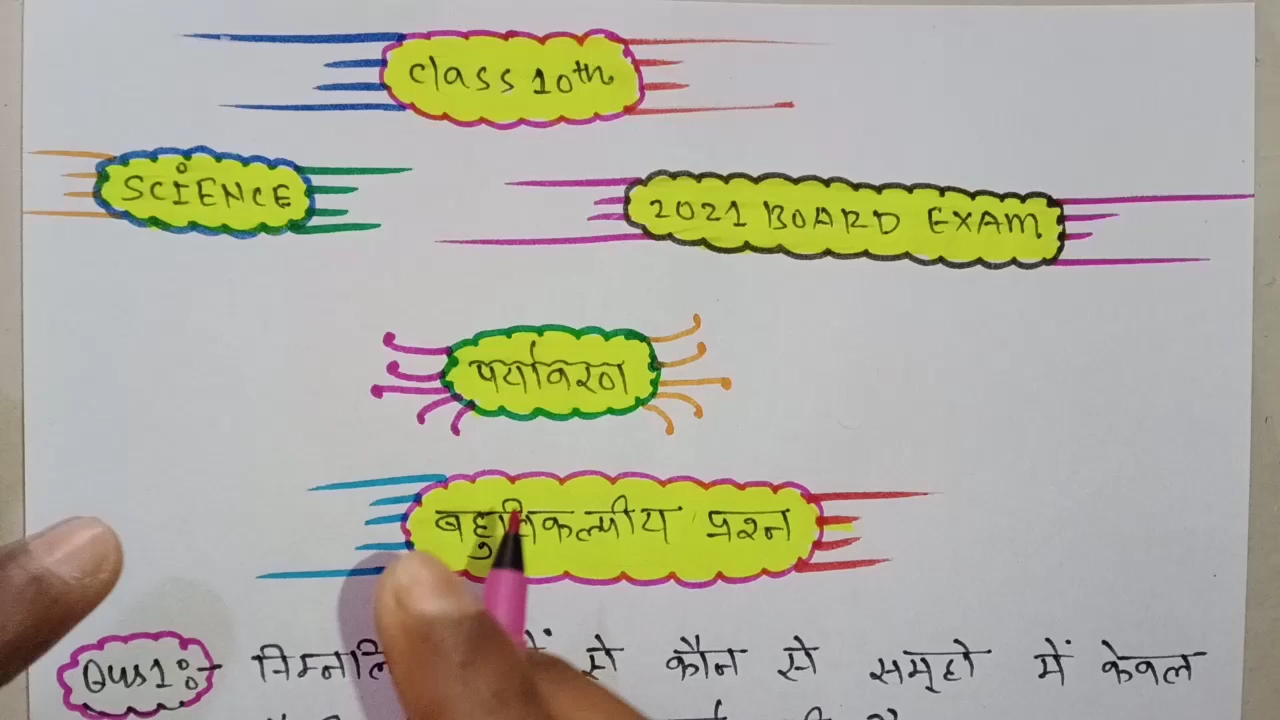 class 10th
SCIENCE
2021 BOARD EXAM
पर्यावरण
बहुविकल्पीय प्रश्न
Qus1:- से कौन से समूहो में केवल